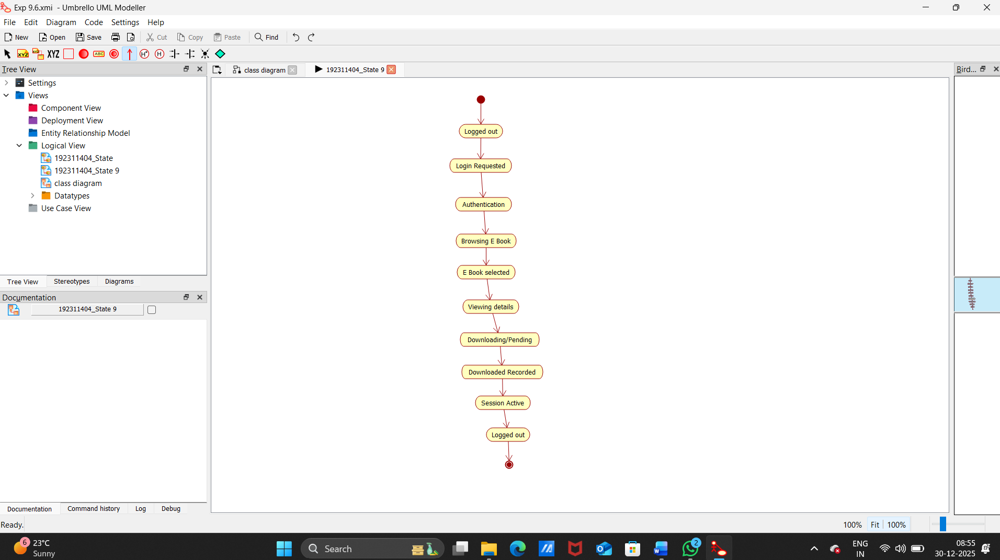 Exp 9.6.xmi - Umbrello UML Modeller
File Edit Diagram Code Settings Help
New Open Save Cut Copy Paste Find
XYZ XYZ XYZ ABC H* H
Tree View
class diagram
192311404_State 9
Bird...
Settings
Views
Component View
Deployment View
Entity Relationship Model
Logical View
192311404_State
192311404_State 9
class diagram
Datatypes
Use Case View
Tree View Stereotypes Diagrams
Documentation
192311404_State 9
Logged out
Login Requested
Authentication
Browsing E Book
E Book selected
Viewing details
Downloading/Pending
Downloaded Recorded
Session Active
Logged out
Documentation Command history Log Debug
Ready.
100% Fit 100%
6
23°C
Sunny
Search
W
2
ENG
IN
08:55
30-12-2025